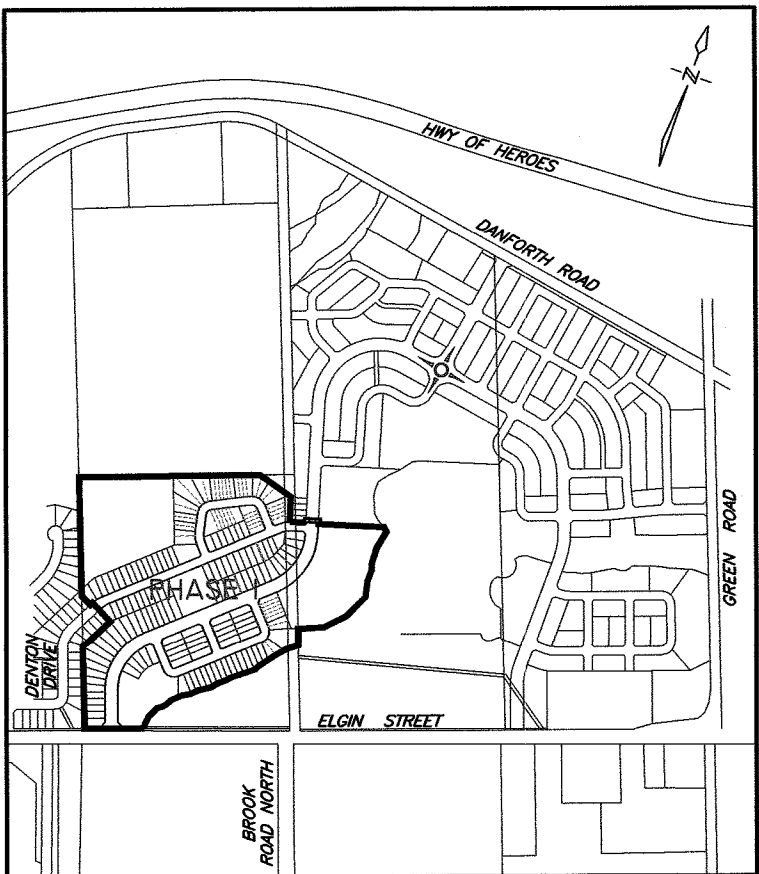 N
HWY OF HEROES
DANFORTH ROAD
GREEN ROAD
PHASE I
DENTON
DRIVE
ELGIN STREET
BROOK
ROAD NORTH